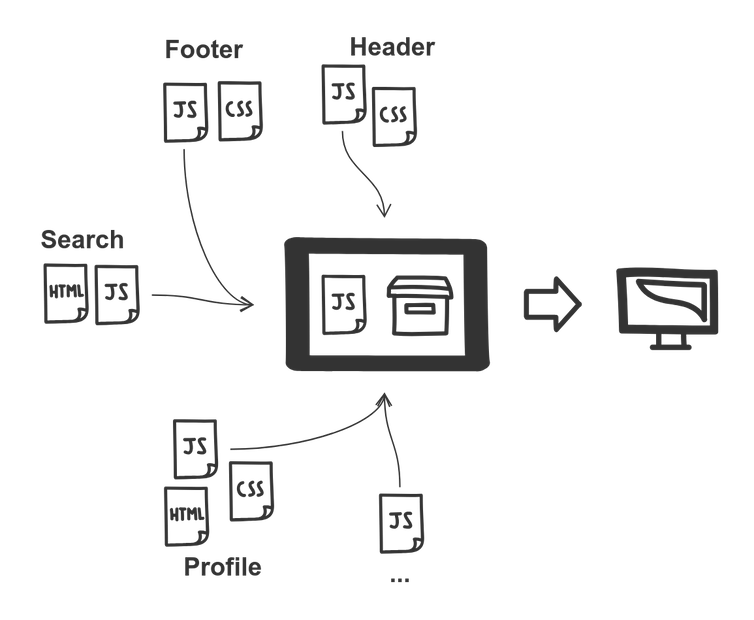 Footer
JS CSS
Header
JS
CSS
Search
HTML JS
JS
JS
CSS
HTML
Profile
JS
...